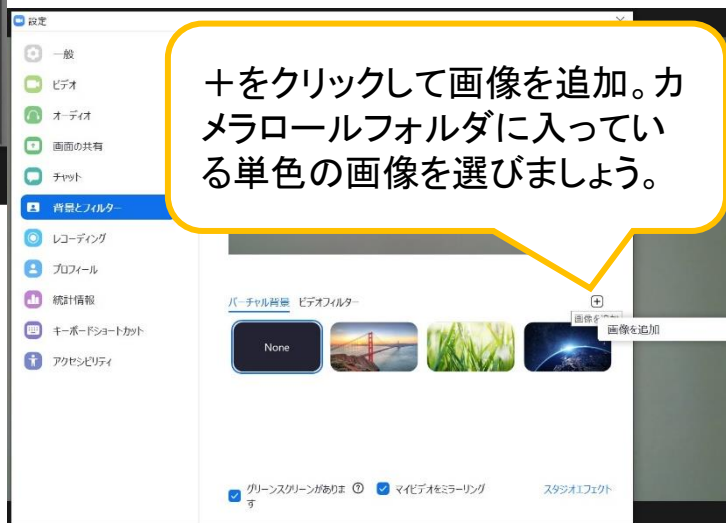 設定
一般
ビデオ
オーディオ
画面の共有
チャット
背景とフィルター
レコーディング
プロフィール
統計情報
キーボードショートカット
アクセシビリティ
＋をクリックして画像を追加。カ
メラロールフォルダに入ってい
る単色の画像を選びましょう。
バーチャル背景 ビデオフィルター
画像を追加
None
グリーンスクリーンがありま
す
マイビデオをミラーリング
スタジオエフェクト